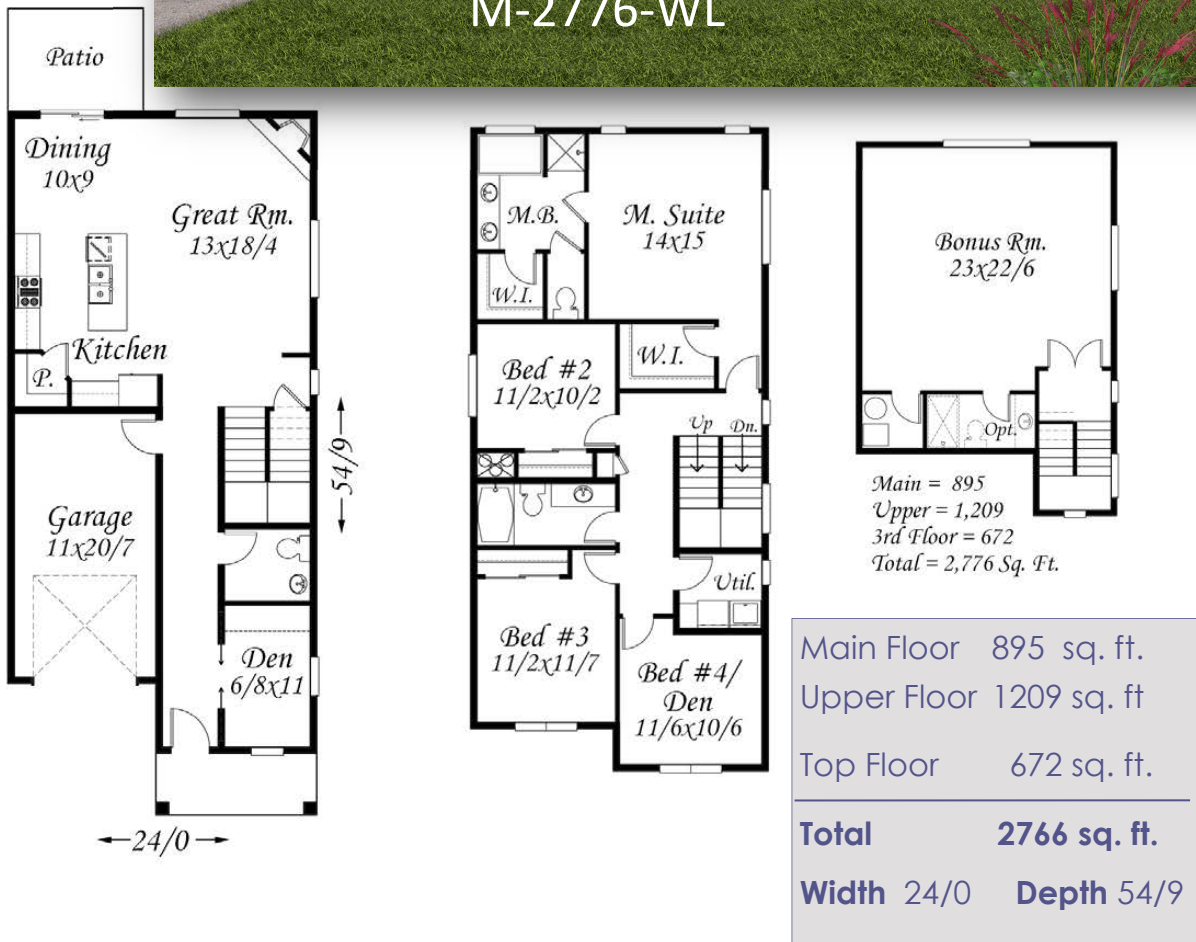 M-2776-WL
Patio
Dining
10x9
Great Rm.
13x18/4
Kitchen
P.
54/9
Garage
11x20/7
Den
6/8x11
24/0
M.B.
M. Suite
14x15
W.I.
W.I.
Bed #2
11/2x10/2
Up Dn.
Util.
Bed #3
11/2x11/7
Bed #4/
Den
11/6x10/6
Bonus Rm.
23x22/6
Opt.
Main = 895
Upper = 1,209
3rd Floor = 672
Total = 2,776 Sq. Ft.
Main Floor 895 sq. ft.
Upper Floor 1209 sq. ft
Top Floor 672 sq. ft.
Total 2766 sq. ft.
Width 24/0 Depth 54/9